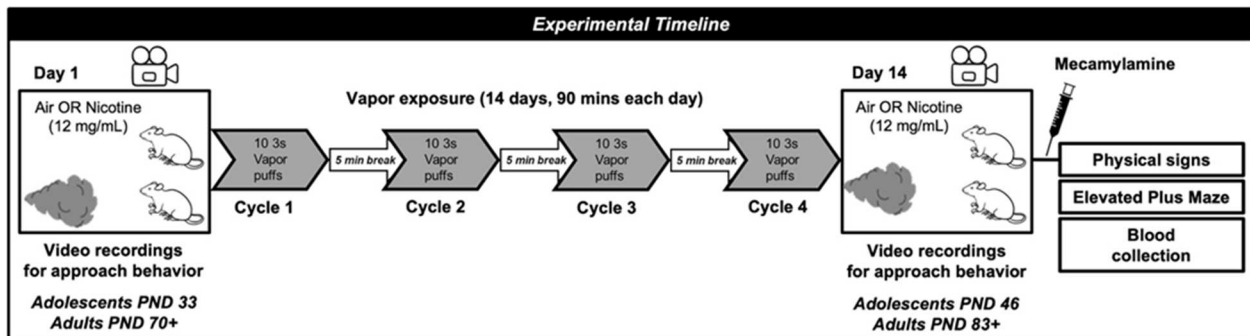 Experimental Timeline
Day 1
Air OR Nicotine
(12 mg/mL)
Video recordings
for approach behavior
Adolescents PND 33
Adults PND 70+
Vapor exposure (14 days, 90 mins each day)
10 3s
Vapor
puffs
Cycle 1
5 min break
10 3s
Vapor
puffs
Cycle 2
5 min break
10 3s
Vapor
puffs
Cycle 3
5 min break
10 3s
Vapor
puffs
Cycle 4
Day 14
Air OR Nicotine
(12 mg/mL)
Video recordings
for approach behavior
Adolescents PND 46
Adults PND 83+
Mecamylamine
Physical signs
Elevated Plus Maze
Blood
collection